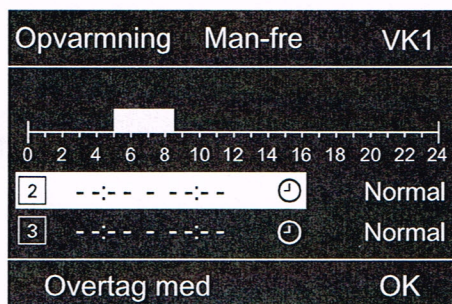 Opvarmning Man-fre VK1
0 2 4 6 8 10 12 14 16 18 20 22 24
2 --:-- - --:-- Normal
3 --:-- - --:-- Normal
Overtag med OK